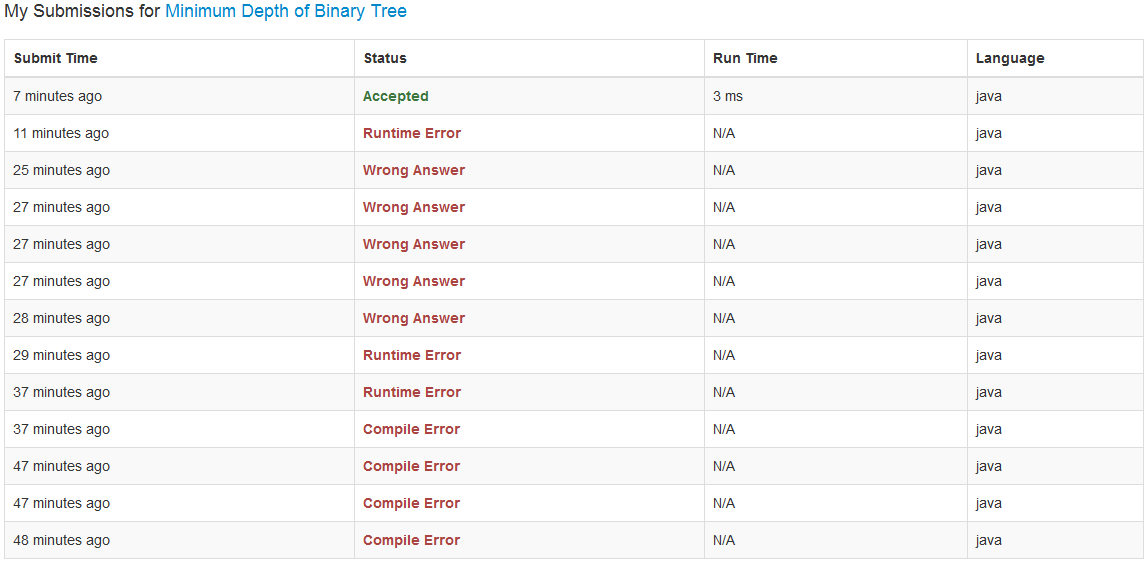 My Submissions for Minimum Depth of Binary Tree
Submit Time Status Run Time Language
7 minutes ago Accepted 3 ms java
11 minutes ago Runtime Error N/A java
25 minutes ago Wrong Answer N/A java
27 minutes ago Wrong Answer N/A java
27 minutes ago Wrong Answer N/A java
27 minutes ago Wrong Answer N/A java
28 minutes ago Wrong Answer N/A java
29 minutes ago Runtime Error N/A java
37 minutes ago Runtime Error N/A java
37 minutes ago Compile Error N/A java
47 minutes ago Compile Error N/A java
47 minutes ago Compile Error N/A java
48 minutes ago Compile Error N/A java